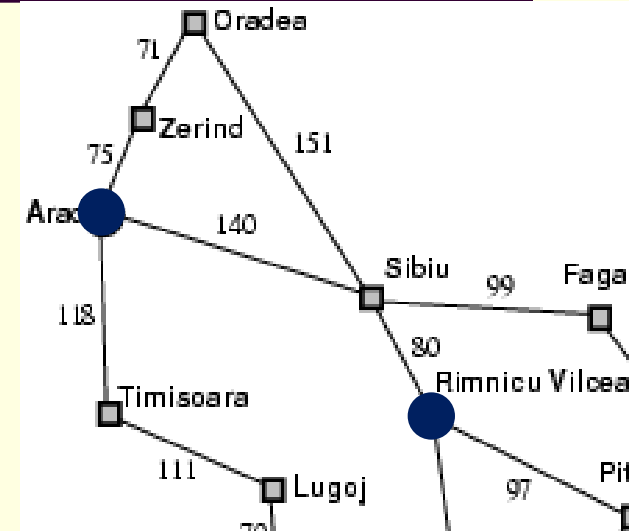 Oradea
71
Zerind
151
75
Arad
140
Sibiu
99
Faga
118
80
Rimnicu Vilcea
Timisoara
111
Lugoj
97
Pit
70